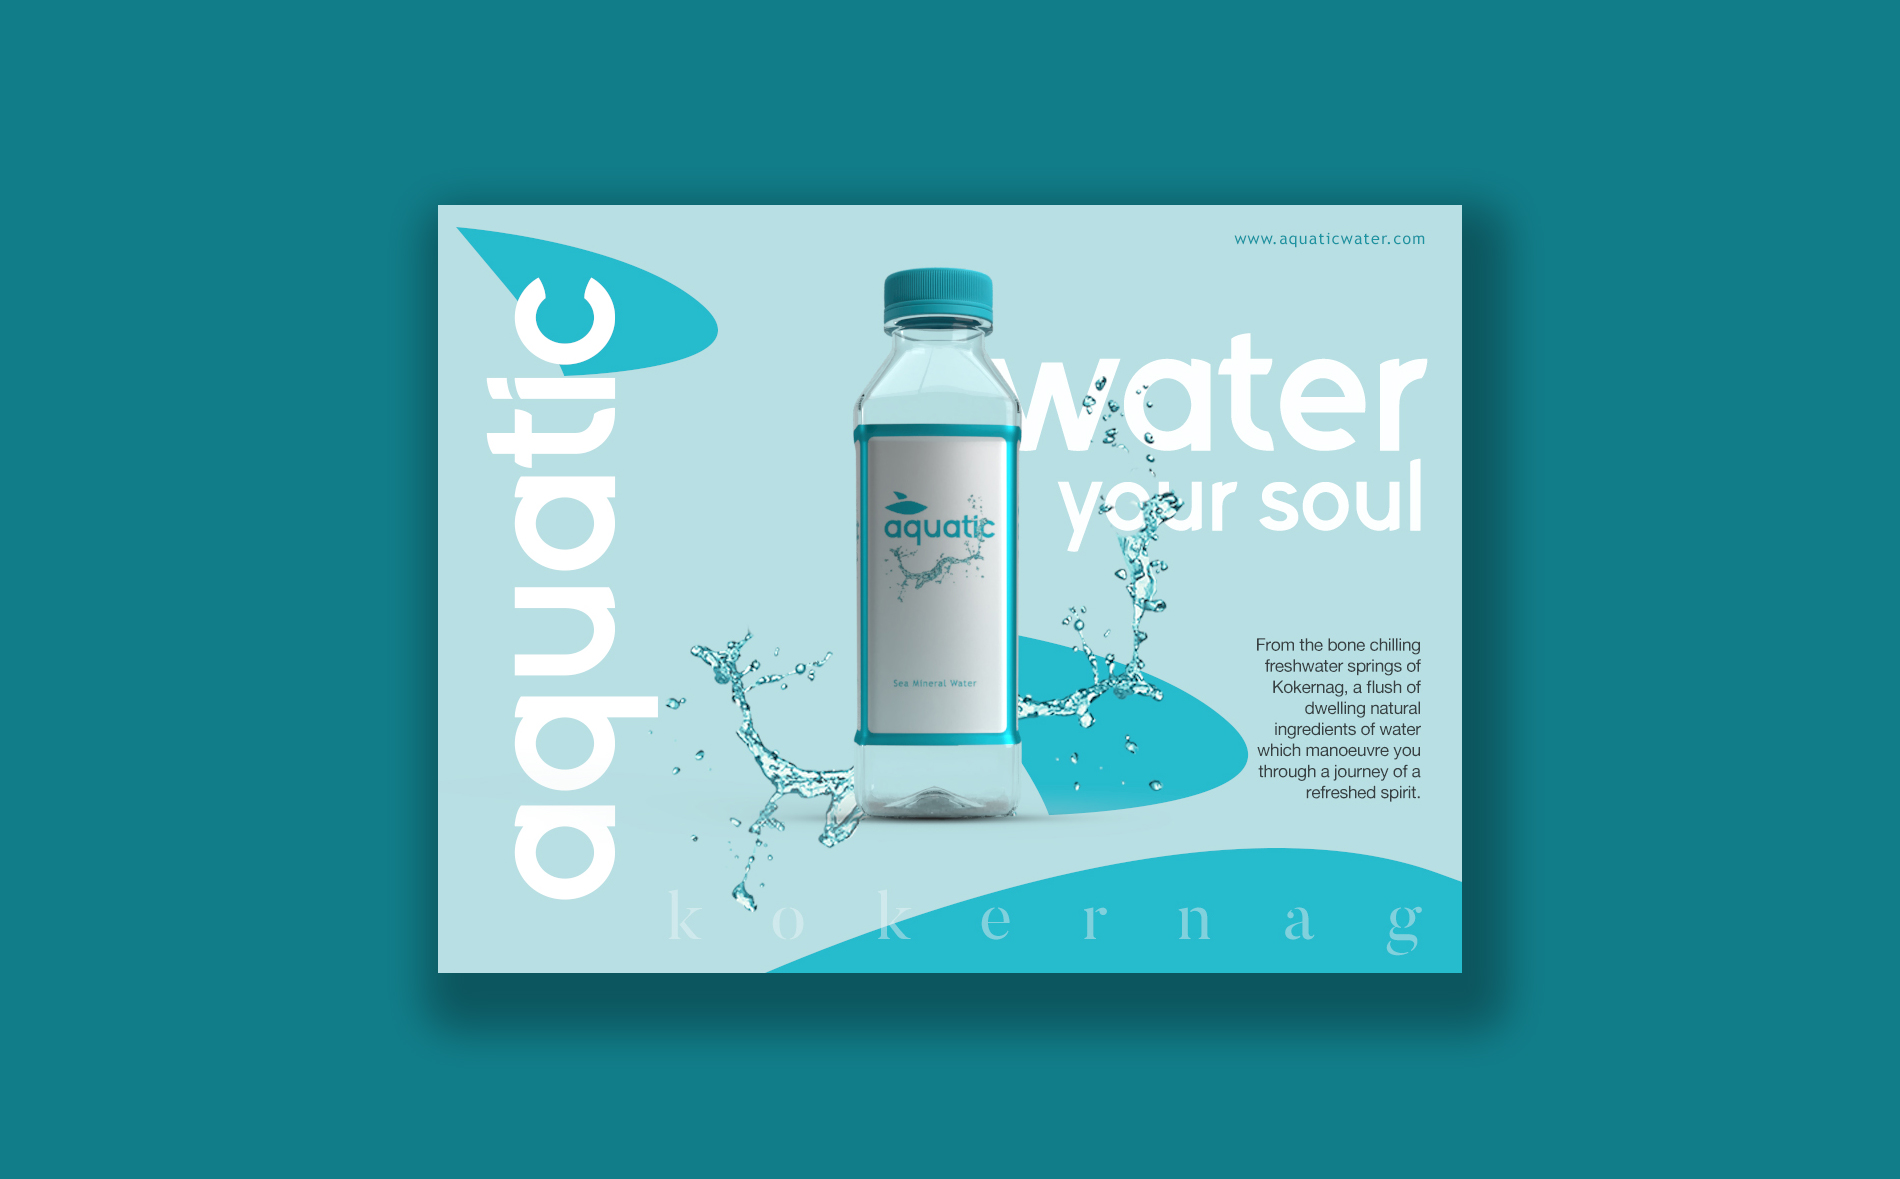 www.aquaticwater.com
aquatic
water
your soul
aquatic
Sea Mineral Water
From the bone chilling
freshwater springs of
Kokernag, a flush of
dwelling natural
ingredients of water
which manoeuvre you
through a journey of a
refreshed spirit.
kokernag